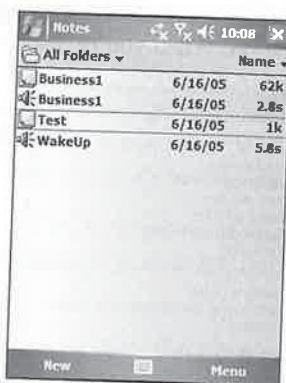 Notes 10:08
All Folders Name
Business1 6/16/05 62k
Business1 6/16/05 2.8s
Test 6/16/05 1k
WakeUp 6/16/05 5.8s
New Menu